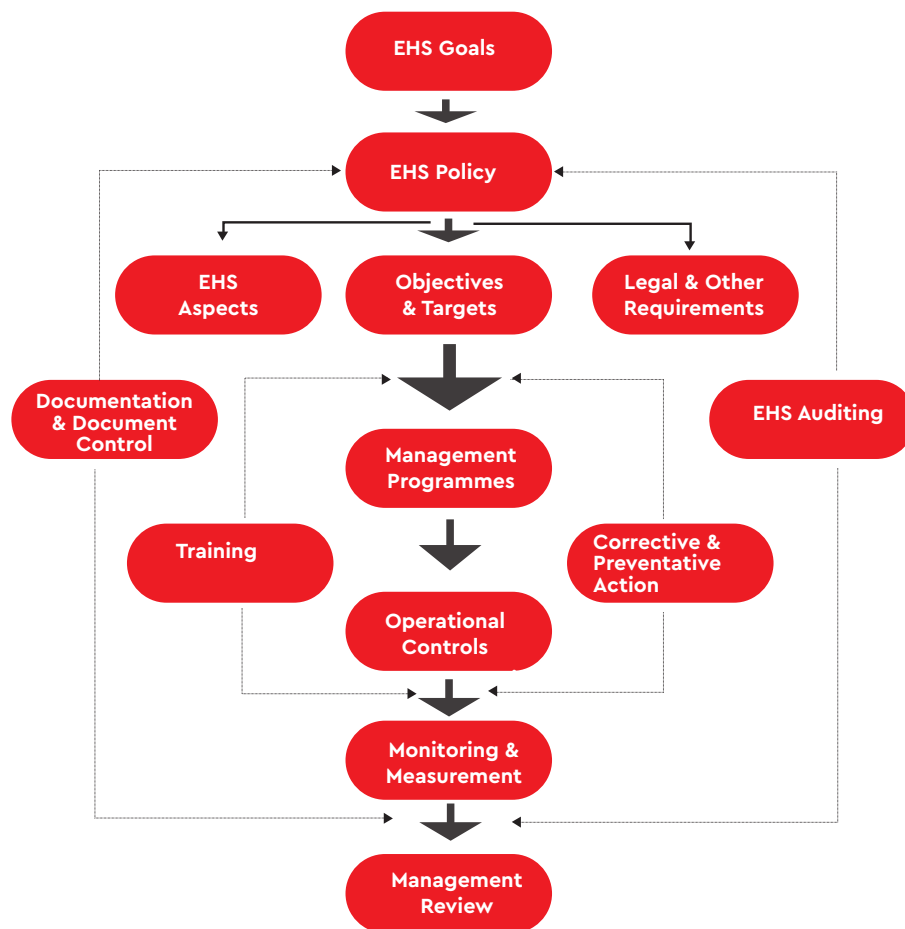 EHS Goals
EHS Policy
EHS
Aspects
Objectives
& Targets
Legal & Other
Requirements
Documentation
& Document
Control
EHS Auditing
Management
Programmes
Training
Corrective &
Preventative
Action
Operational
Controls
Monitoring &
Measurement
Management
Review